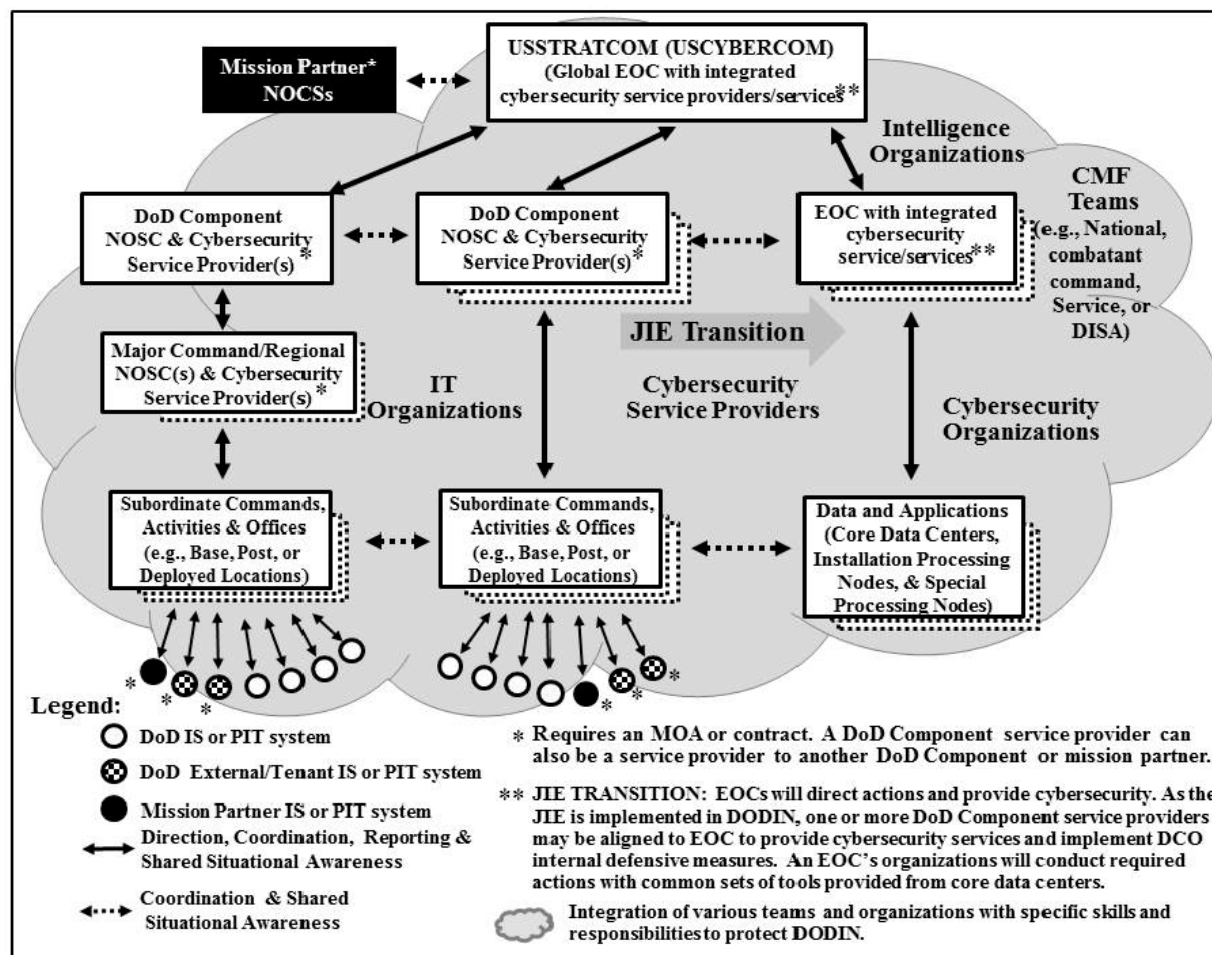 USSTRATCOM (USCYBERCOM)
(Global EOC with integrated
cybersecurity service providers/services**
Mission Partner*
NOCSs
Intelligence
Organizations
CMF
Teams
(e.g., National,
combatant
command,
Service, or
DISA)
DoD Component
NOSC & Cybersecurity
Service Provider(s)*
DoD Component
NOSC & Cybersecurity
Service Provider(s)*
EOC with integrated
cybersecurity
service/services**
JIE Transition
Major Command/Regional
NOSC(s) & Cybersecurity
Service Provider(s)*
IT
Organizations
Cybersecurity
Service Providers
Cybersecurity
Organizations
Subordinate Commands,
Activities & Offices
(e.g., Base, Post, or
Deployed Locations)
Subordinate Commands,
Activities & Offices
(e.g., Base, Post, or
Deployed Locations)
Data and Applications
(Core Data Centers,
Installation Processing
Nodes, & Special
Processing Nodes)
* * * * * *
Legend:
DoD IS or PIT system
DoD External/Tenant IS or PIT system
Mission Partner IS or PIT system
Direction, Coordination, Reporting &
Shared Situational Awareness
Coordination & Shared
Situational Awareness
* Requires an MOA or contract. A DoD Component service provider can
also be a service provider to another DoD Component or mission partner.
** JIE TRANSITION: EOCs will direct actions and provide cybersecurity. As the
JIE is implemented in DODIN, one or more DoD Component service providers
may be aligned to EOC to provide cybersecurity services and implement DCO
internal defensive measures. An EOC's organizations will conduct required
actions with common sets of tools provided from core data centers.
Integration of various teams and organizations with specific skills and
responsibilities to protect DODIN.